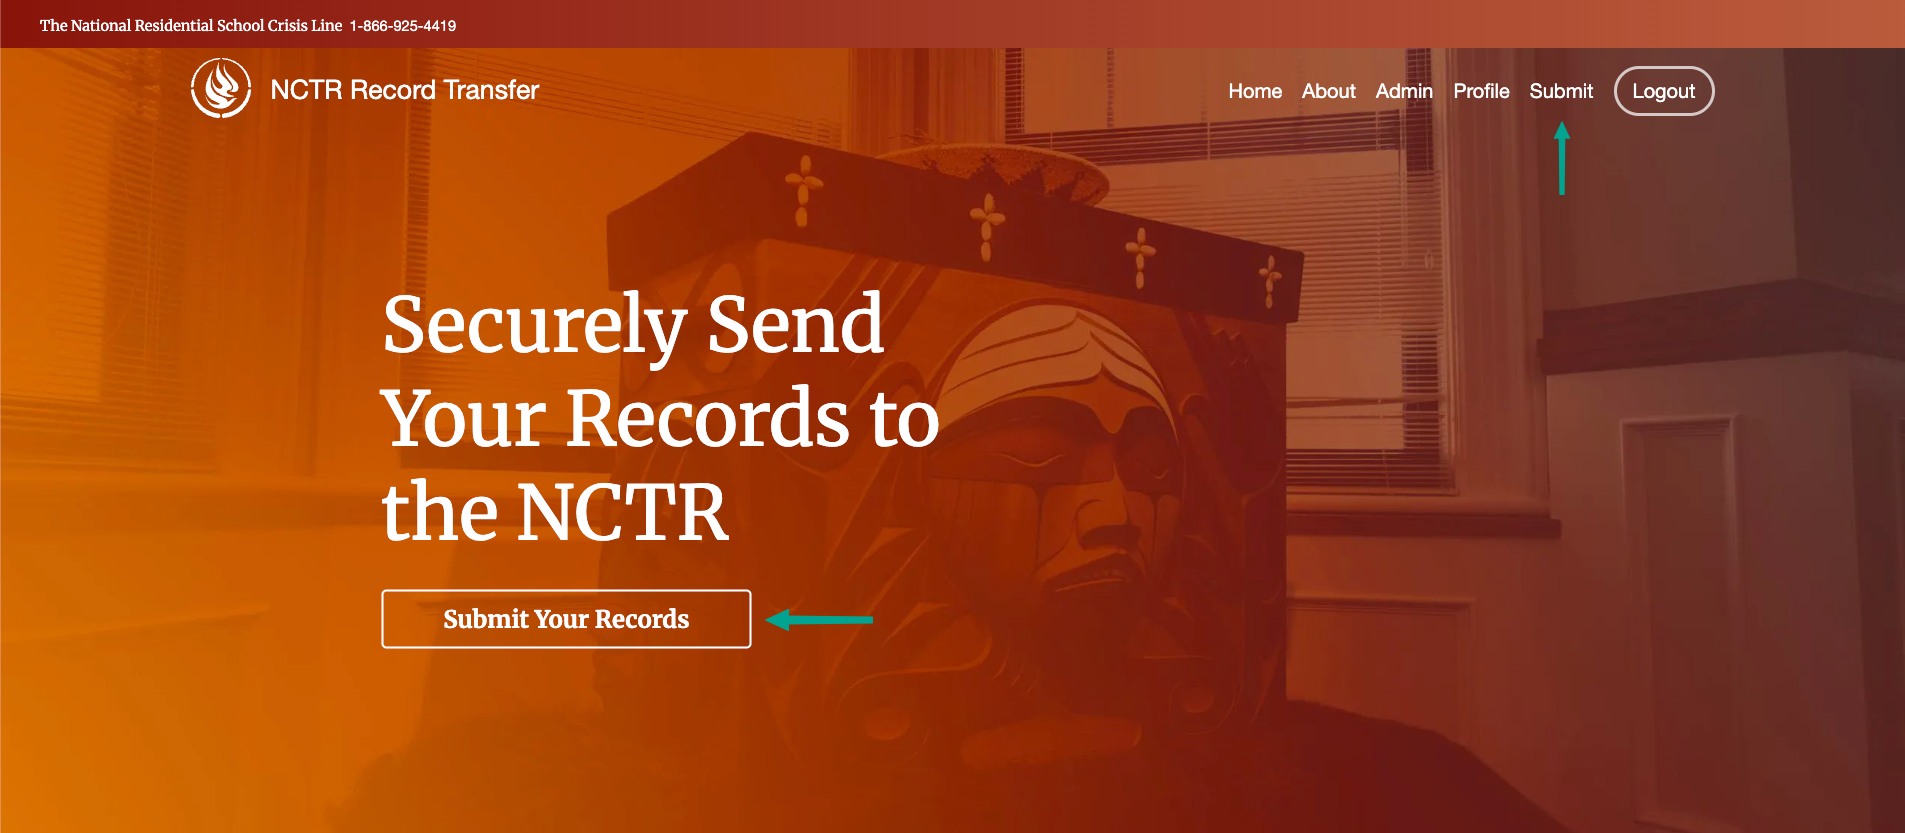 The National Residential School Crisis Line 1-866-925-4419
NCTR Record Transfer
Home About Admin Profile Submit Logout
Securely Send
Your Records to
the NCTR
Submit Your Records